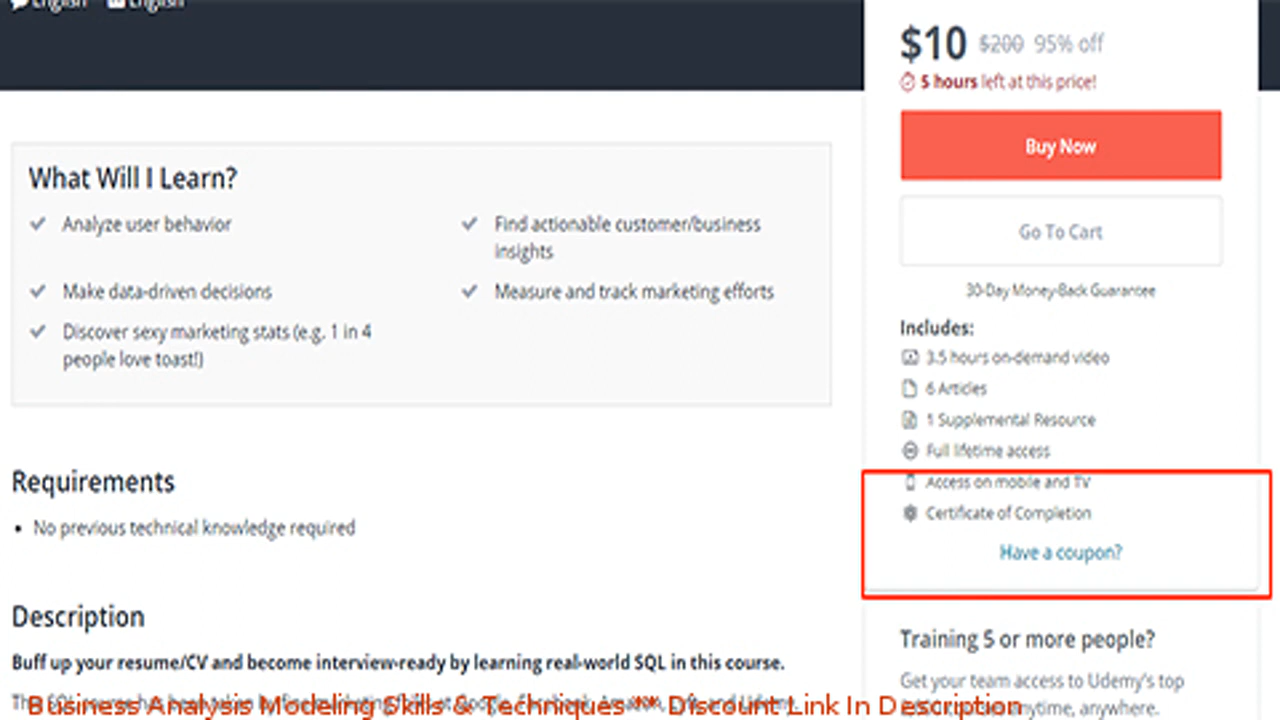 English English
What Will I Learn?
Analyze user behavior
Find actionable customer/business
insights
Make data-driven decisions
Measure and track marketing efforts
Discover sexy marketing stats (e.g. 1 in 4
people love toast!)
Requirements
• No previous technical knowledge required
Description
Buff up your resume/CV and become interview-ready by learning real-world SQL in this course.
$10 $200 95% off
5 hours left at this price!
Buy Now
Go To Cart
30-Day Money-Back Guarantee
Includes:
3.5 hours on-demand video
6 Articles
1 Supplemental Resource
Full lifetime access
Access on mobile and TV
Certificate of Completion
Have a coupon?
Training 5 or more people?
Get your team access to Udemy's top
anytime, anywhere.
Business Analysis Modeling Skills & Techniques *** Discount Link In Description